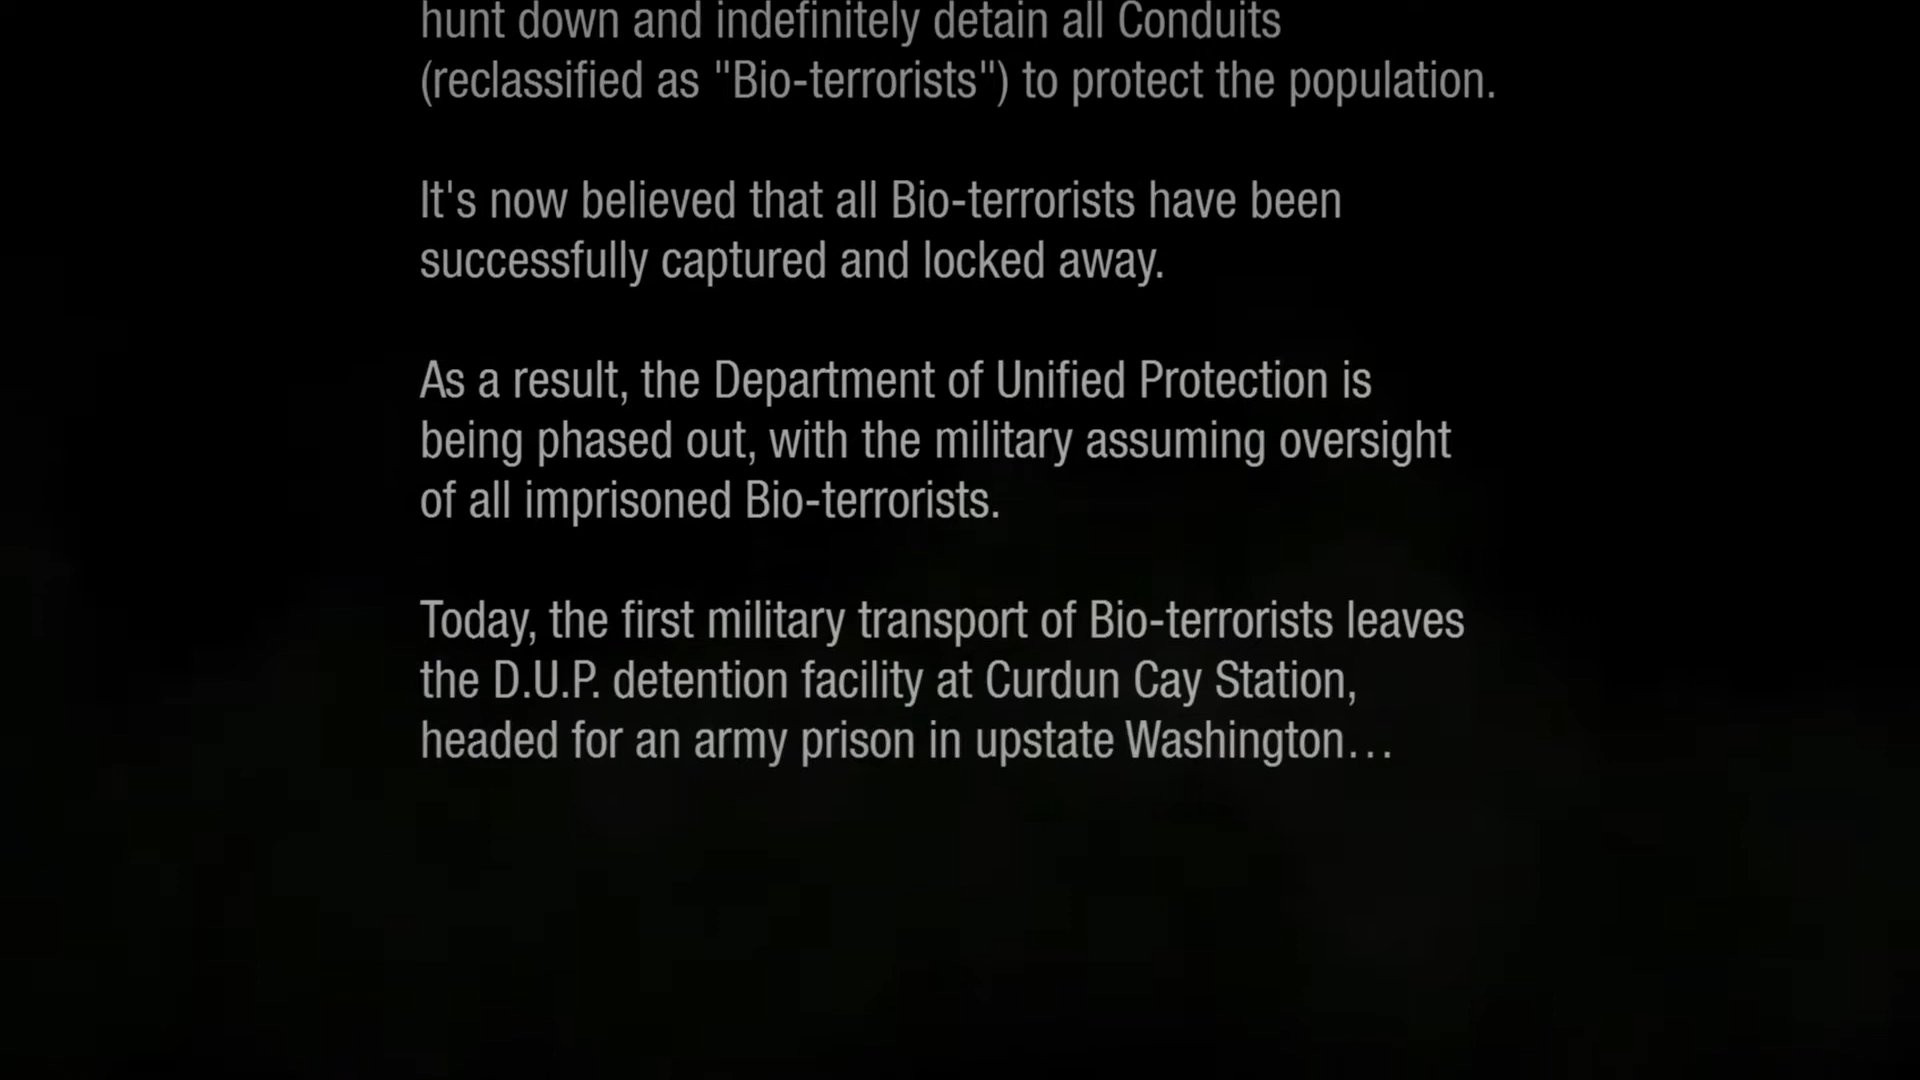 hunt down and indefinitely detain all Conduits
(reclassified as "Bio-terrorists") to protect the population.
It's now believed that all Bio-terrorists have been
successfully captured and locked away.
As a result, the Department of Unified Protection is
being phased out, with the military assuming oversight
of all imprisoned Bio-terrorists.
Today, the first military transport of Bio-terrorists leaves
the D.U.P. detention facility at Curdun Cay Station,
headed for an army prison in upstate Washington…